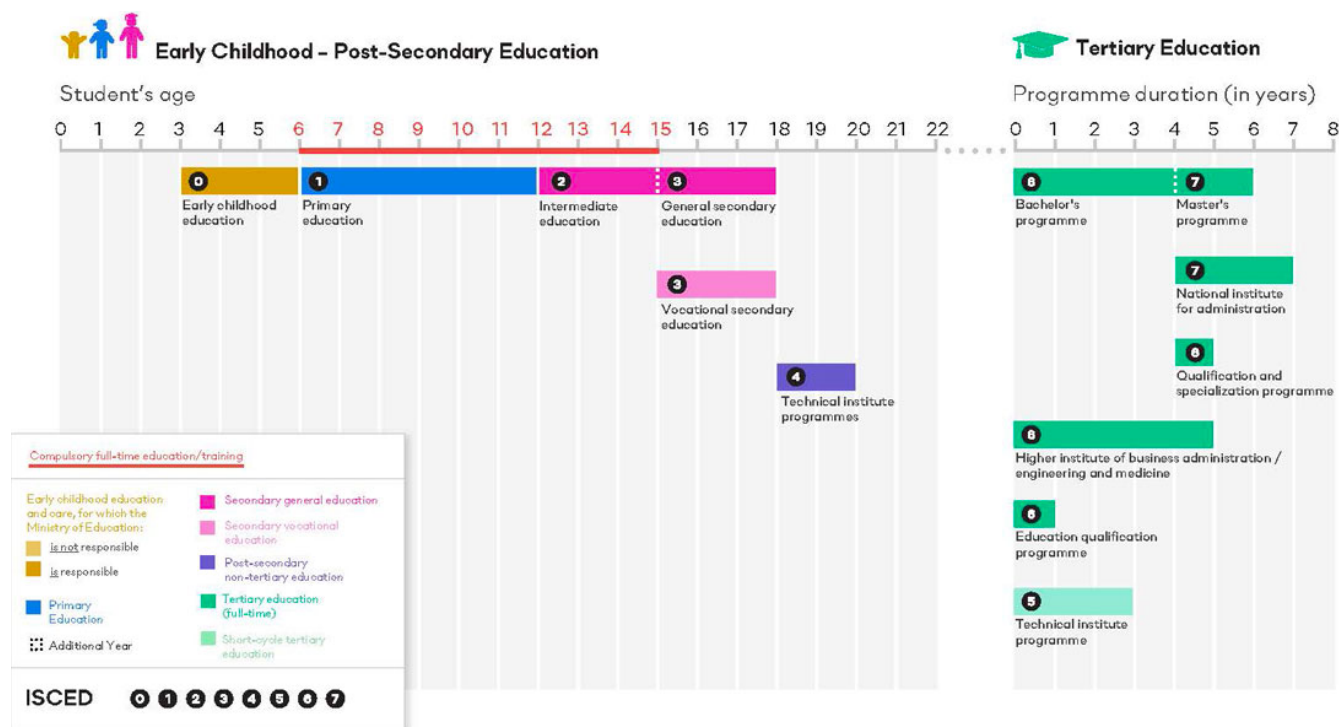 Early Childhood – Post-Secondary Education
Student's age
0 1 2 3 4 5 6 7 8 9 10 11 12 13 14 15 16 17 18 19 20 21 22
0
Early childhood
education
1
Primary
education
2
Intermediate
education
3
General secondary
education
3
Vocational secondary
education
4
Technical institute
programmes
Tertiary Education
Programme duration (in years)
0 1 2 3 4 5 6 7 8
6
Bachelor's
programme
7
Master's
programme
7
National institute
for administration
6
Qualification and
specialization programme
6
Higher institute of business administration /
engineering and medicine
6
Education qualification
programme
5
Technical institute
programme
Compulsory full-time education/training
Early childhood education
and care, for which the
Ministry of Education:
is not responsible
is responsible
Primary
Education
Additional Year
Secondary general education
Secondary vocational
education
Post-secondary
non-tertiary education
Tertiary education
(full-time)
Short-cycle tertiary
education
ISCED 0 1 2 3 4 5 6 7